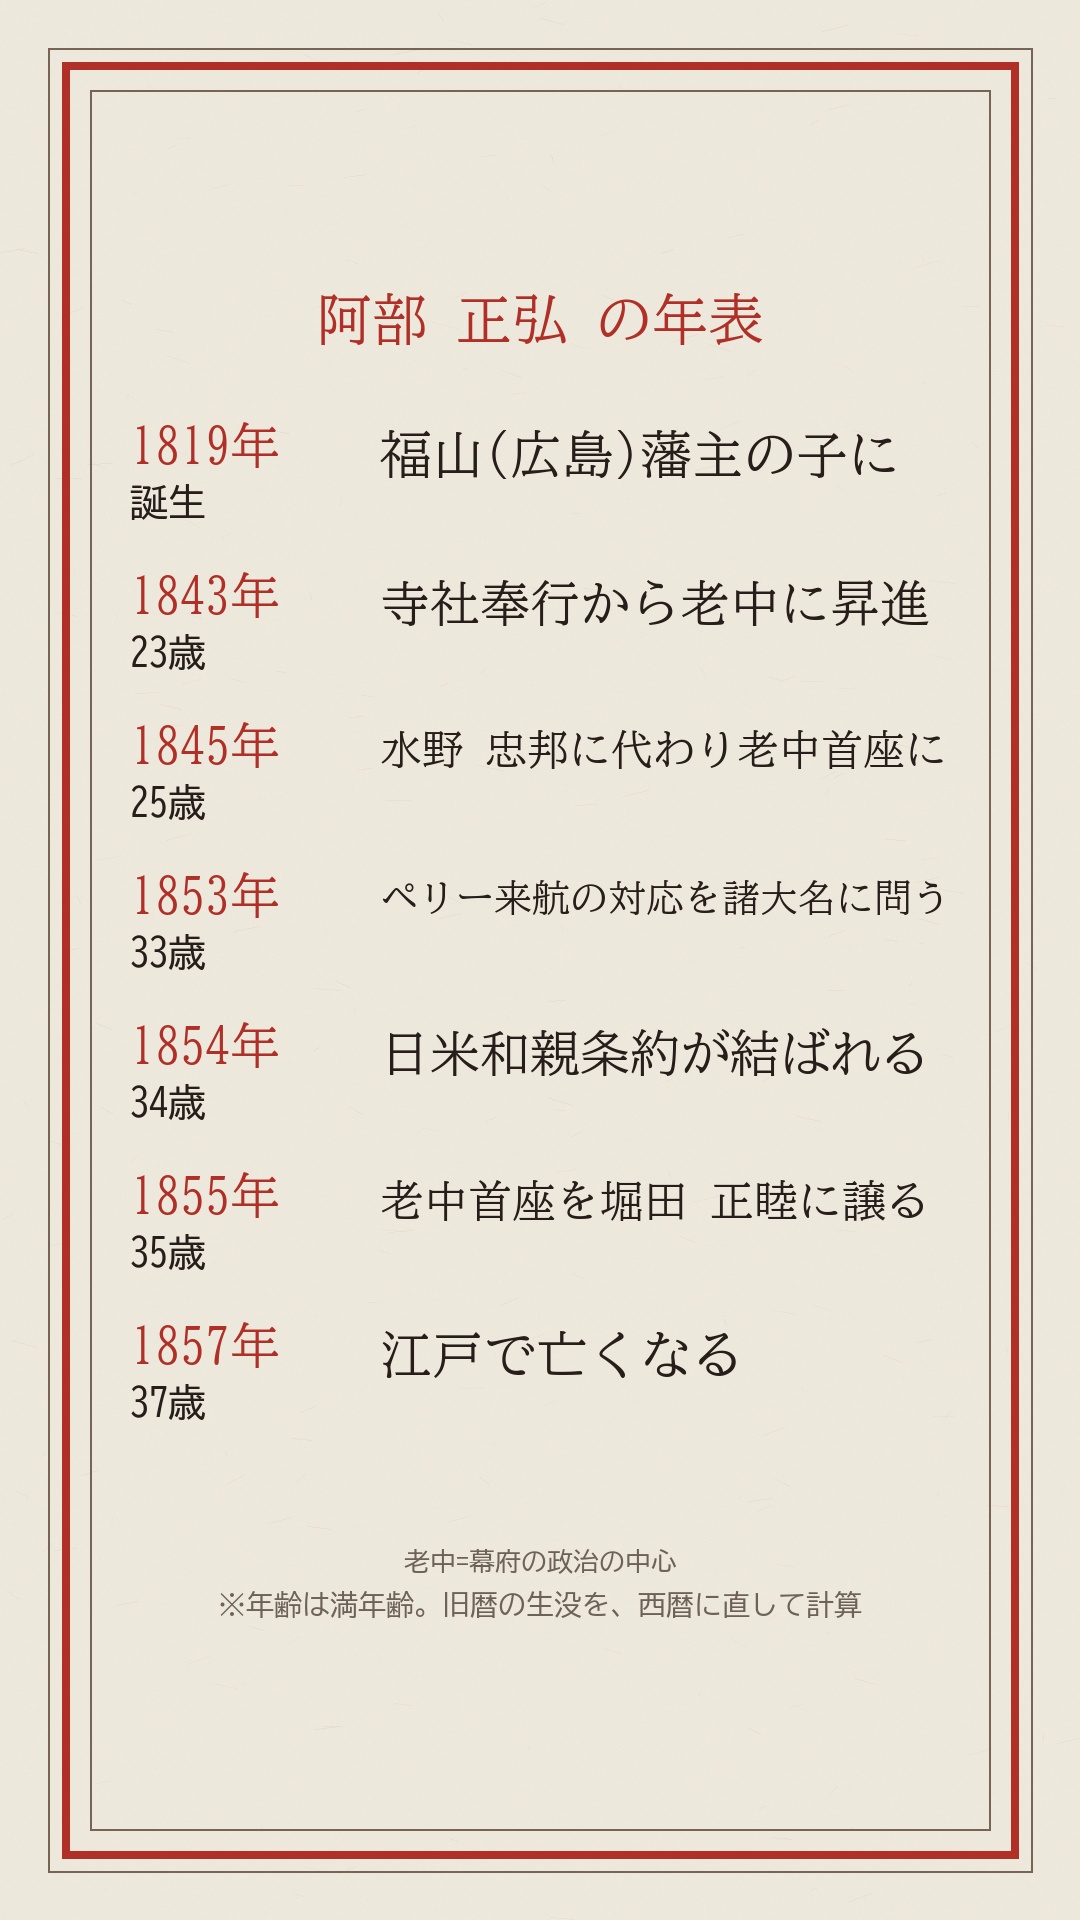 阿部 正弘 の年表
1819年
誕生
福山(広島)藩主の子に
1843年
23歳
寺社奉行から老中に昇進
1845年
25歳
水野 忠邦に代わり老中首座に
1853年
33歳
ペリー来航の対応を諸大名に問う
1854年
34歳
日米和親条約が結ばれる
1855年
35歳
老中首座を堀田 正睦に譲る
1857年
37歳
江戸で亡くなる
老中=幕府の政治の中心
※年齢は満年齢。旧暦の生没を、西暦に直して計算